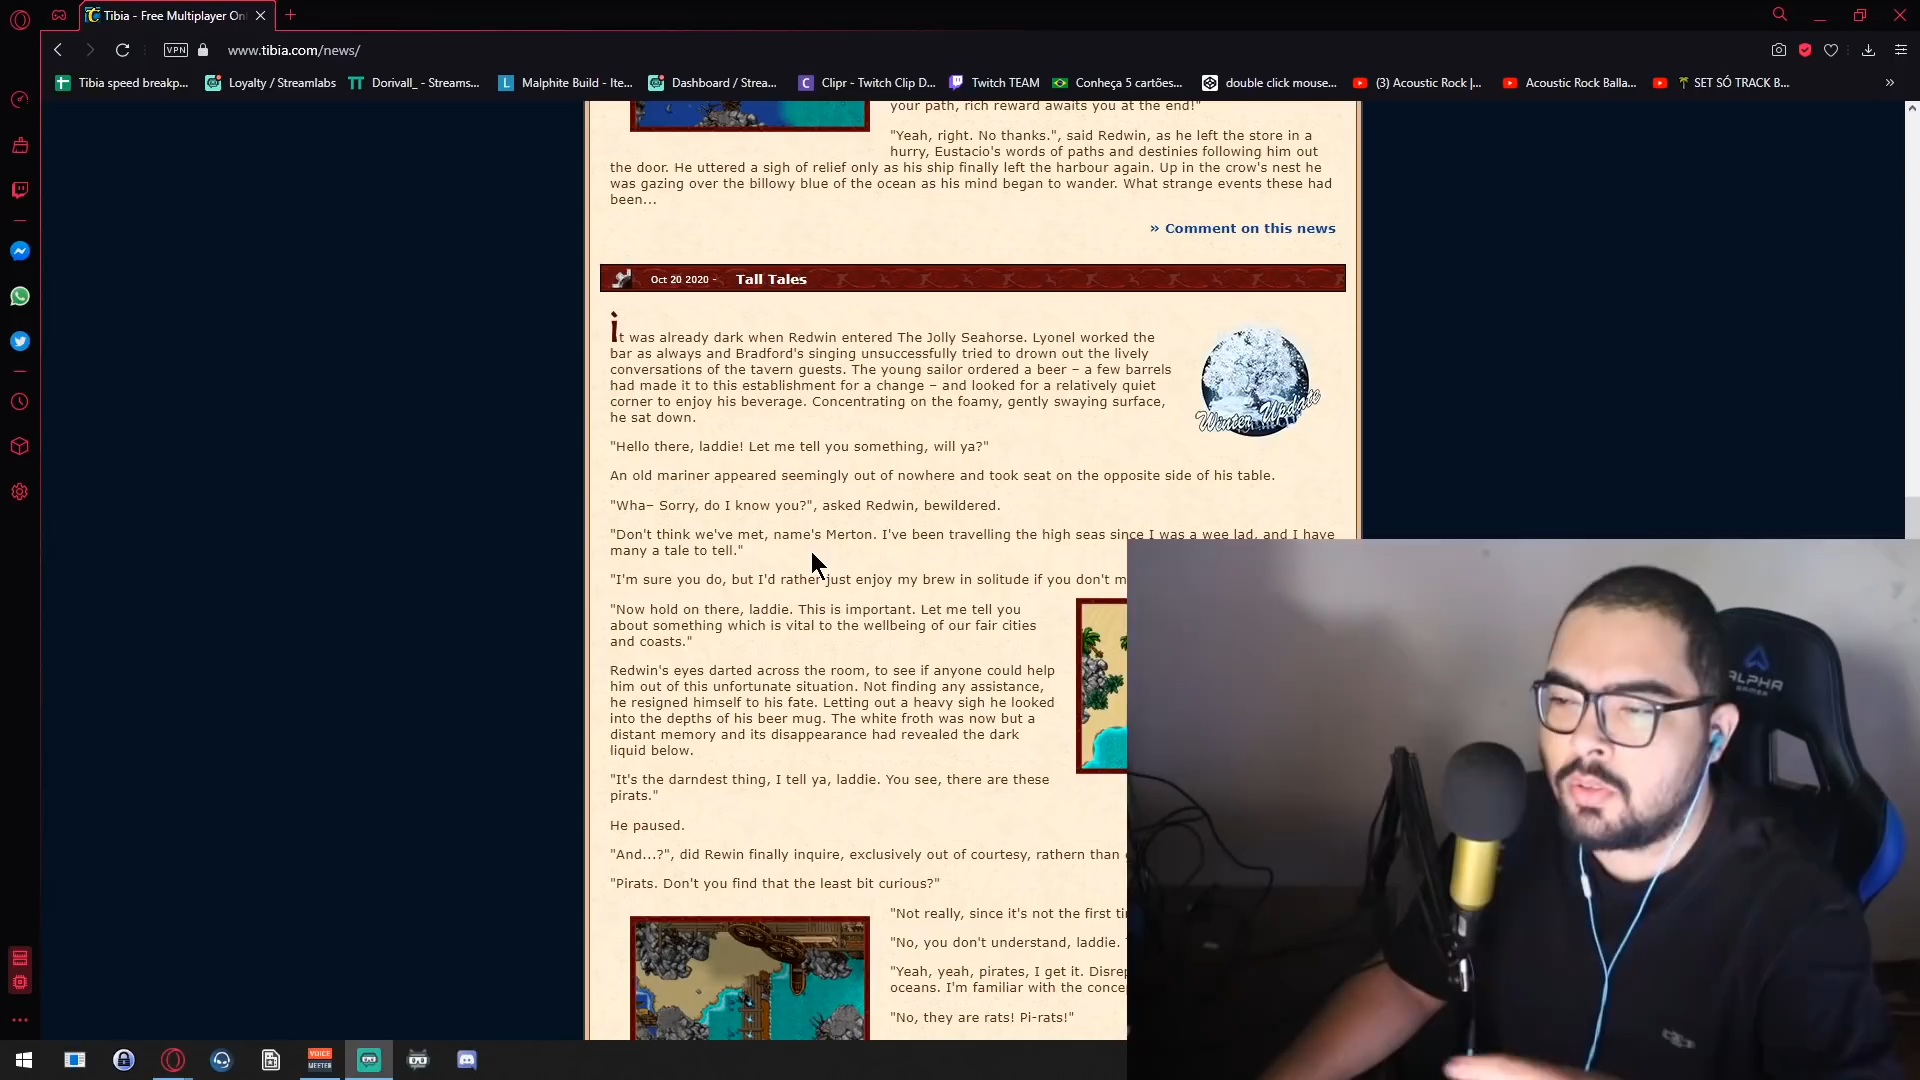 Tibia - Free Multiplayer Onl
VPN
www.tibia.com/news/
Tibia speed breakp...
Loyalty / Streamlabs
Dorivall_ - Streams...
Malphite Build - Ite...
Dashboard / Strea...
Clipr - Twitch Clip D...
Twitch TEAM
Conheça 5 cartões...
double click mouse...
(3) Acoustic Rock |...
Acoustic Rock Balla...
SET SÓ TRACK B...
your path, rich reward awaits you at the end!"
"Yeah, right. No thanks.", said Redwin, as he left the store in a
hurry, Eustacio's words of paths and destinies following him out
the door. He uttered a sigh of relief only as his ship finally left the harbour again. Up in the crow's nest he
was gazing over the billowy blue of the ocean as his mind began to wander. What strange events these had
been...
» Comment on this news
Oct 20 2020 - Tall Tales
It was already dark when Redwin entered The Jolly Seahorse. Lyonel worked the
bar as always and Bradford's singing unsuccessfully tried to drown out the lively
conversations of the tavern guests. The young sailor ordered a beer – a few barrels
had made it to this establishment for a change – and looked for a relatively quiet
corner to enjoy his beverage. Concentrating on the foamy, gently swaying surface,
he sat down.
Winter Update
"Hello there, laddie! Let me tell you something, will ya?"
An old mariner appeared seemingly out of nowhere and took seat on the opposite side of his table.
"Wha– Sorry, do I know you?", asked Redwin, bewildered.
"Don't think we've met, name's Merton. I've been travelling the high seas since I was a wee lad, and I have
many a tale to tell."
"I'm sure you do, but I'd rather just enjoy my brew in solitude if you don't m
"Now hold on there, laddie. This is important. Let me tell you
about something which is vital to the wellbeing of our fair cities
and coasts."
Redwin's eyes darted across the room, to see if anyone could help
him out of this unfortunate situation. Not finding any assistance,
he resigned himself to his fate. Letting out a heavy sigh he looked
into the depths of his beer mug. The white froth was now but a
distant memory and its disappearance had revealed the dark
liquid below.
"It's the darndest thing, I tell ya, laddie. You see, there are these
pirats."
He paused.
"And...?", did Rewin finally inquire, exclusively out of courtesy, rathern than
"Pirats. Don't you find that the least bit curious?"
"Not really, since it's not the first ti
"No, you don't understand, laddie.
"Yeah, yeah, pirates, I get it. Disrep
oceans. I'm familiar with the conce
"No, they are rats! Pi-rats!"
ALPHA
GAMER
VOICE
MEETER